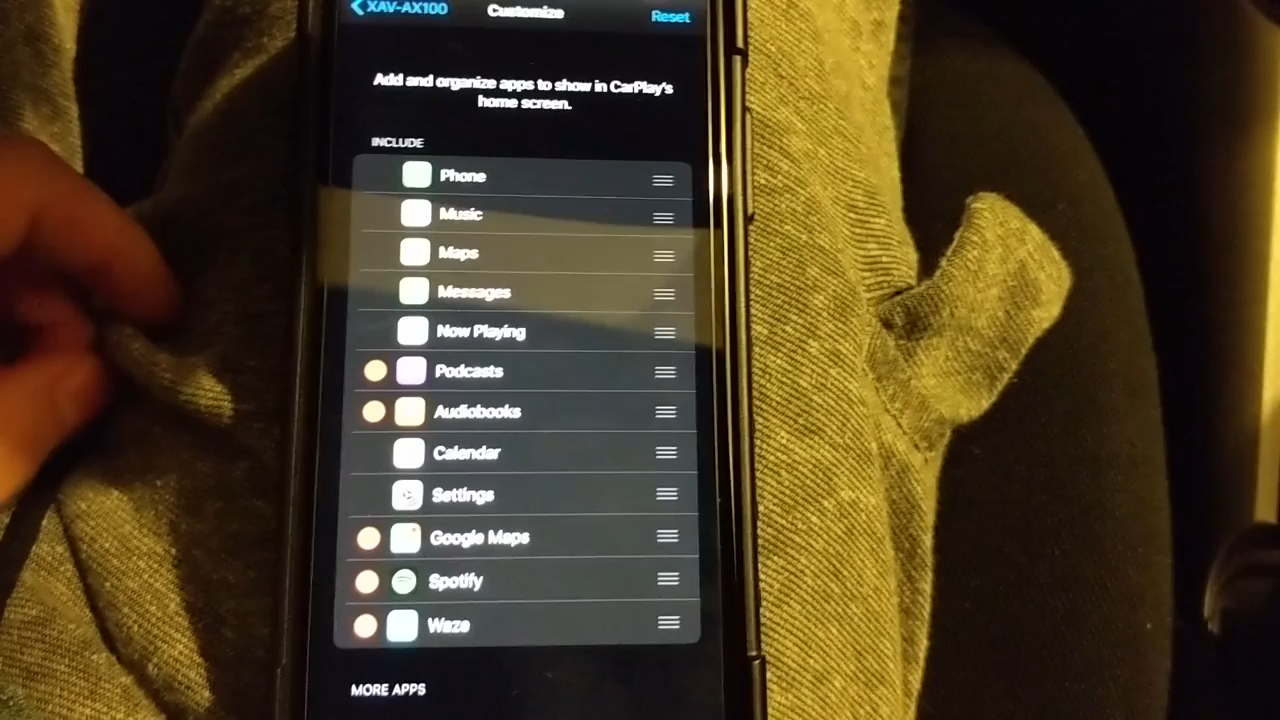 XAV-AX100 Customize Reset
Add and organize apps to show in CarPlay's
home screen.
INCLUDE
Phone
Music
Maps
Messages
Now Playing
Podcasts
Audiobooks
Calendar
Settings
Google Maps
Spotify
Waze
MORE APPS